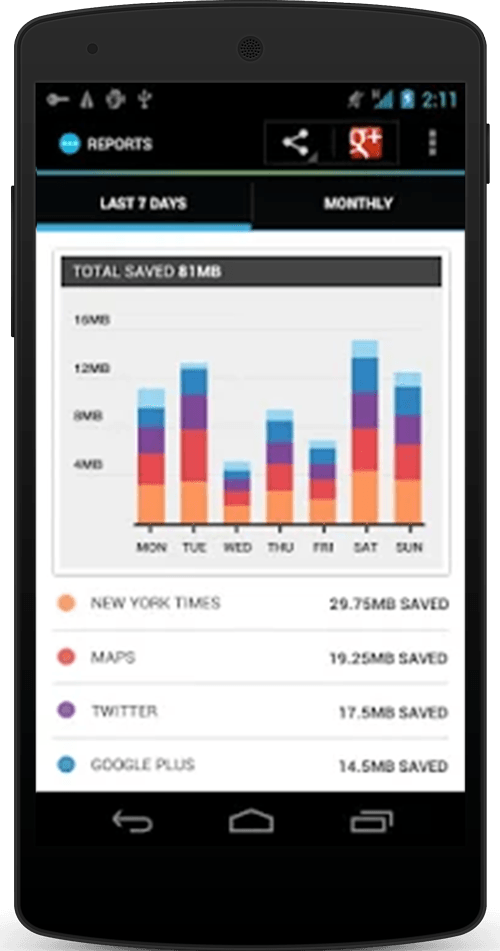 2:11
REPORTS
g+
LAST 7 DAYS MONTHLY
TOTAL SAVED 81MB
16MB
12MB
8MB
4MB
MON TUE WED THU FRI SAT SUN
NEW YORK TIMES 29.75MB SAVED
MAPS 19.25MB SAVED
TWITTER 17.5MB SAVED
GOOGLE PLUS 14.5MB SAVED